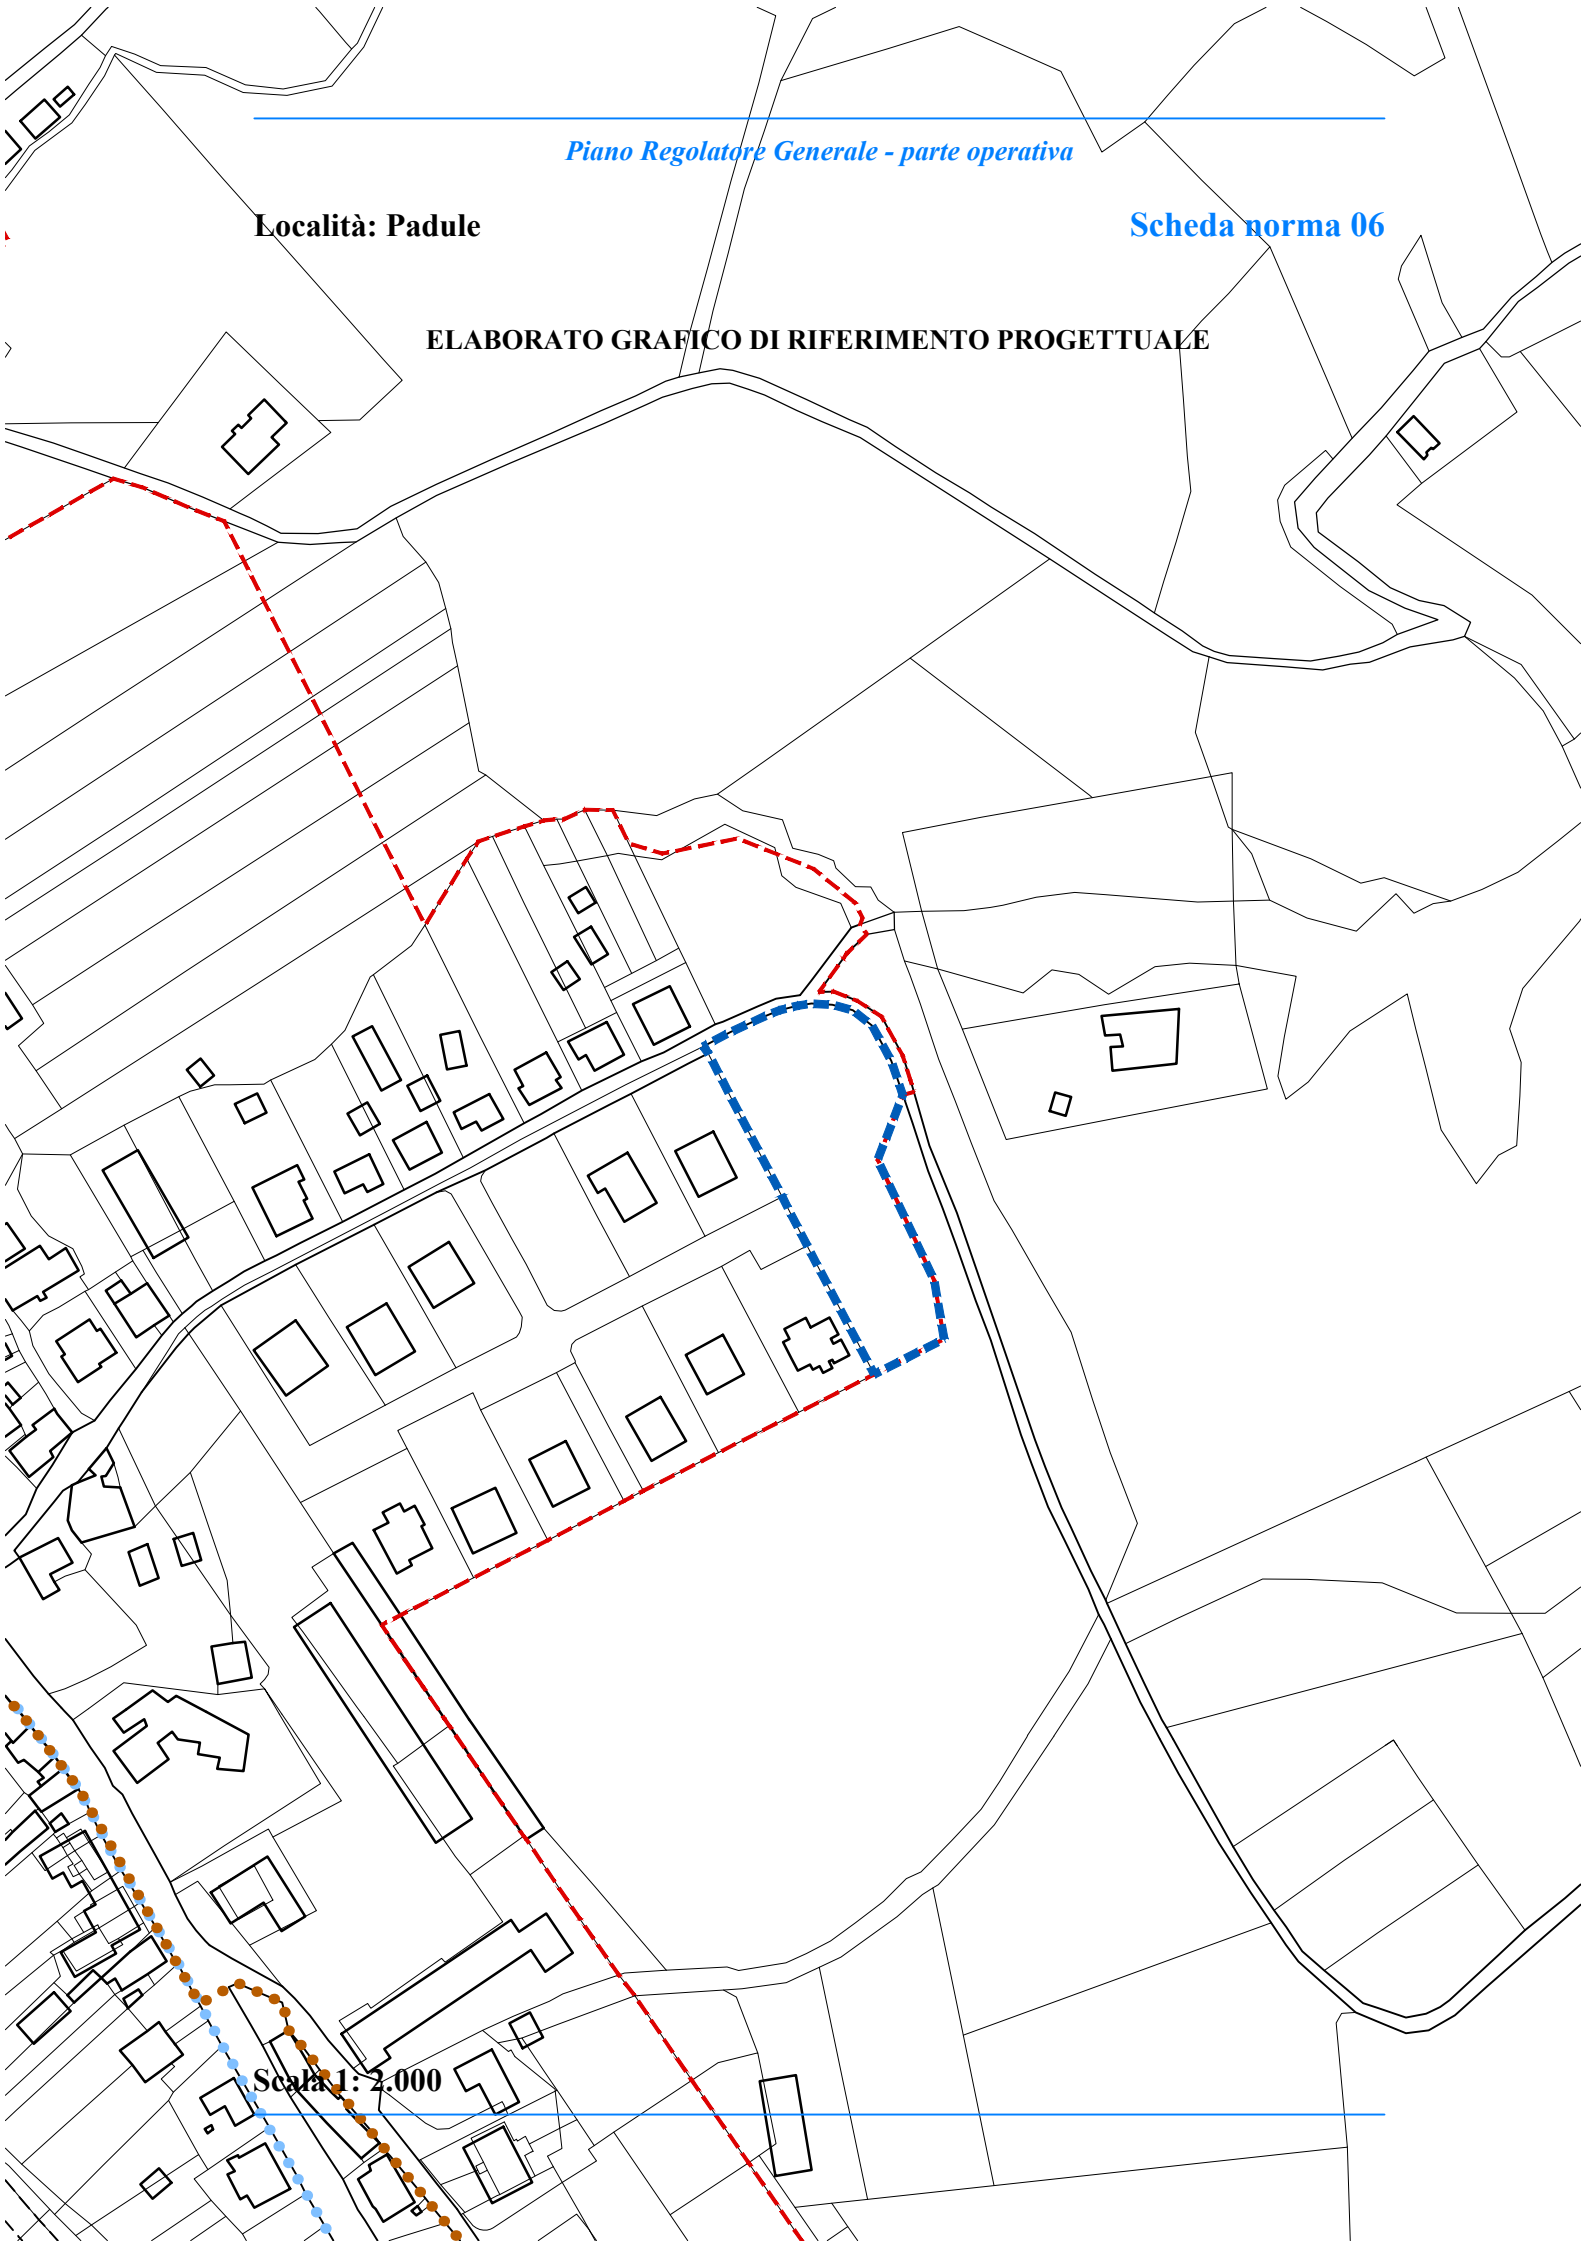 Piano Regolatore Generale - parte operativa
Località: Padule
Scheda norma 06
ELABORATO GRAFICO DI RIFERIMENTO PROGETTUALE
Scala 1: 2.000